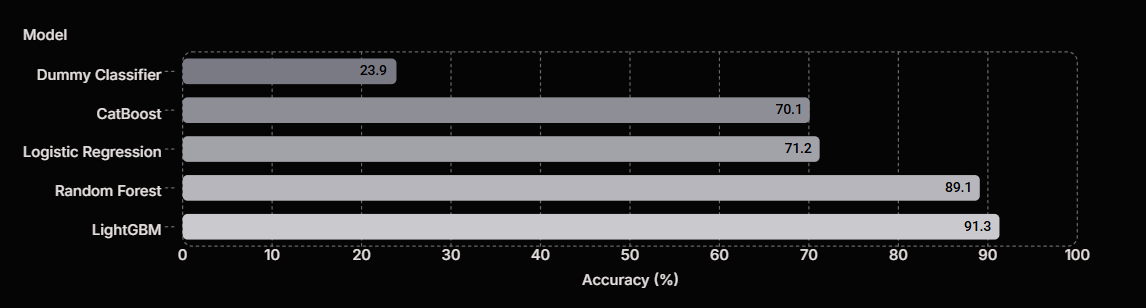 Model
Dummy Classifier 23.9
CatBoost 70.1
Logistic Regression 71.2
Random Forest 89.1
LightGBM 91.3
0 10 20 30 40 50 60 70 80 90 100
Accuracy (%)